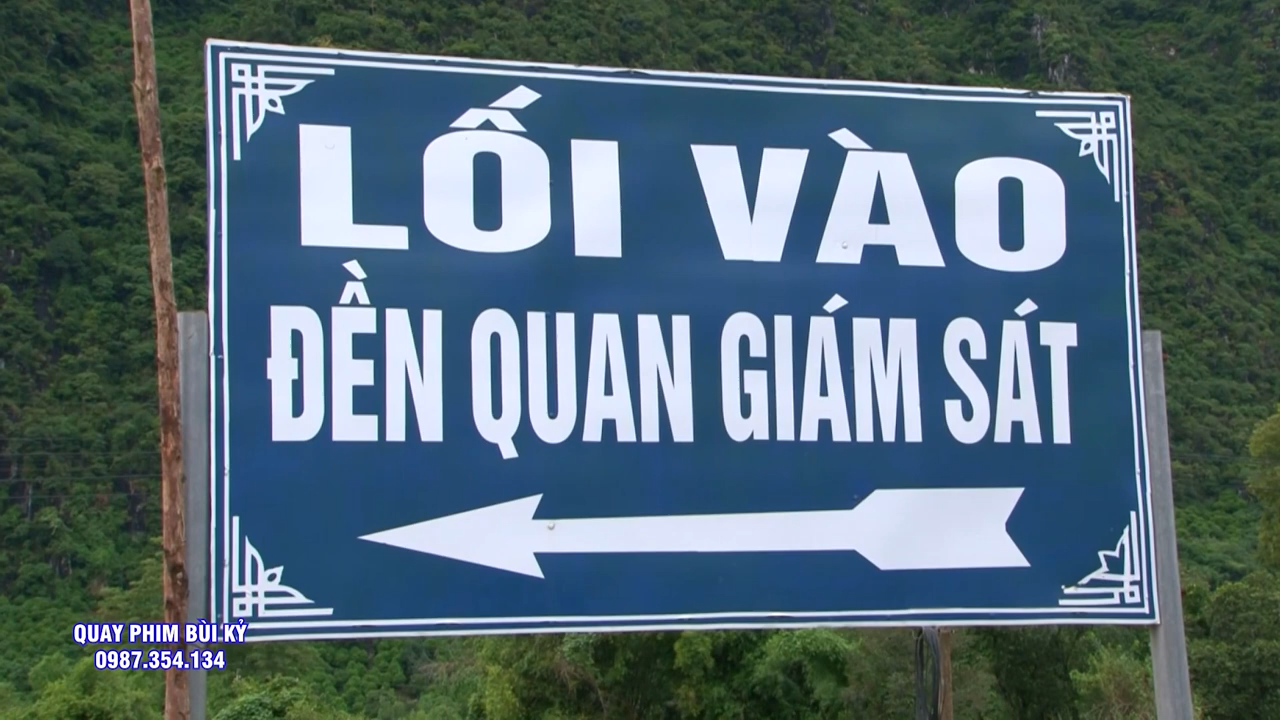 LỐI VÀO
ĐỀN QUAN GIÁM SÁT
QUAY PHIM BÙI KỶ
0987.354.134